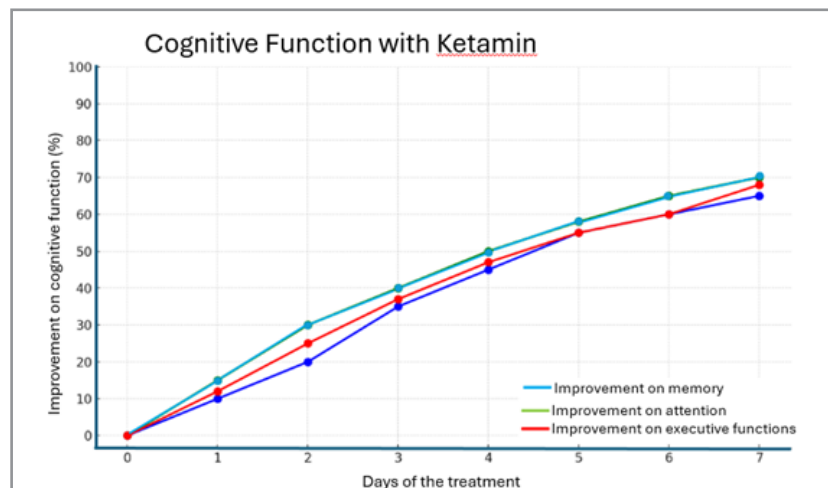 Cognitive Function with Ketamin
100
90
80
70
60
50
40
30
20
10
0
Improvement on cognitive function (%)
Improvement on memory
Improvement on attention
Improvement on executive functions
0 1 2 3 4 5 6 7
Days of the treatment